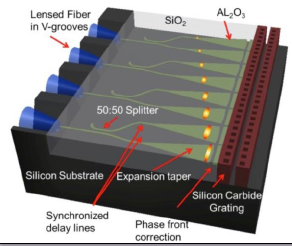 Lensed Fiber
in V-grooves
SiO2
AL2O3
50:50 Splitter
Silicon Substrate
Expansion taper
Silicon Carbide
Grating
Synchronized
delay lines
Phase front
correction